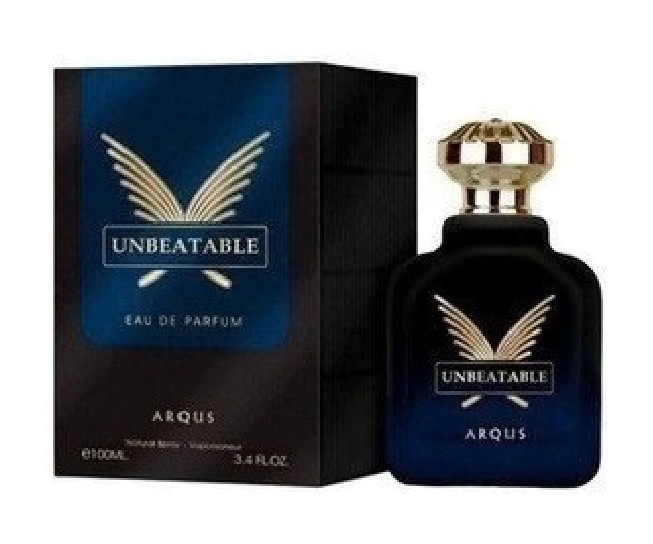 UNBEATABLE
EAU DE PARFUM
ARQUS
Natural Spray - Vaporisateur
e100ML. 3.4 FL.OZ.
UNBEATABLE
ARQUS